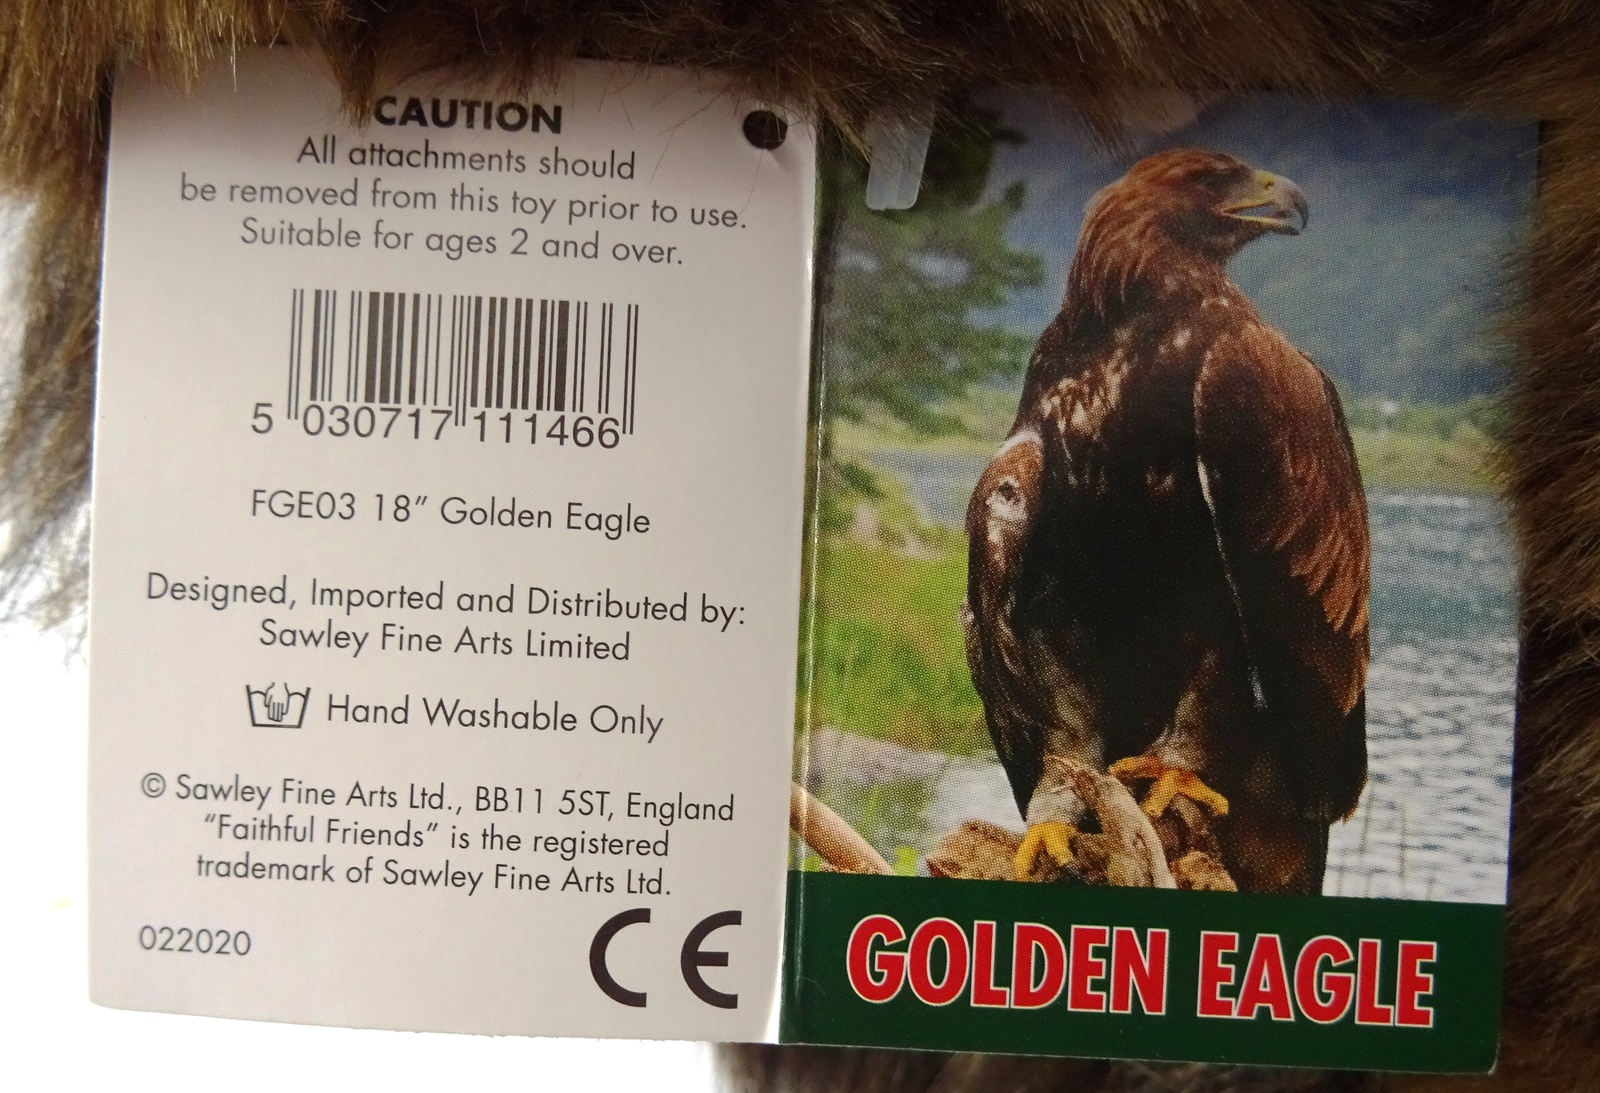 CAUTION
All attachments should
be removed from this toy prior to use.
Suitable for ages 2 and over.
5 030717 111466
FGE03 18” Golden Eagle
Designed, Imported and Distributed by:
Sawley Fine Arts Limited
Hand Washable Only
© Sawley Fine Arts Ltd., BB11 5ST, England
“Faithful Friends” is the registered
trademark of Sawley Fine Arts Ltd.
022020
CE
GOLDEN EAGLE